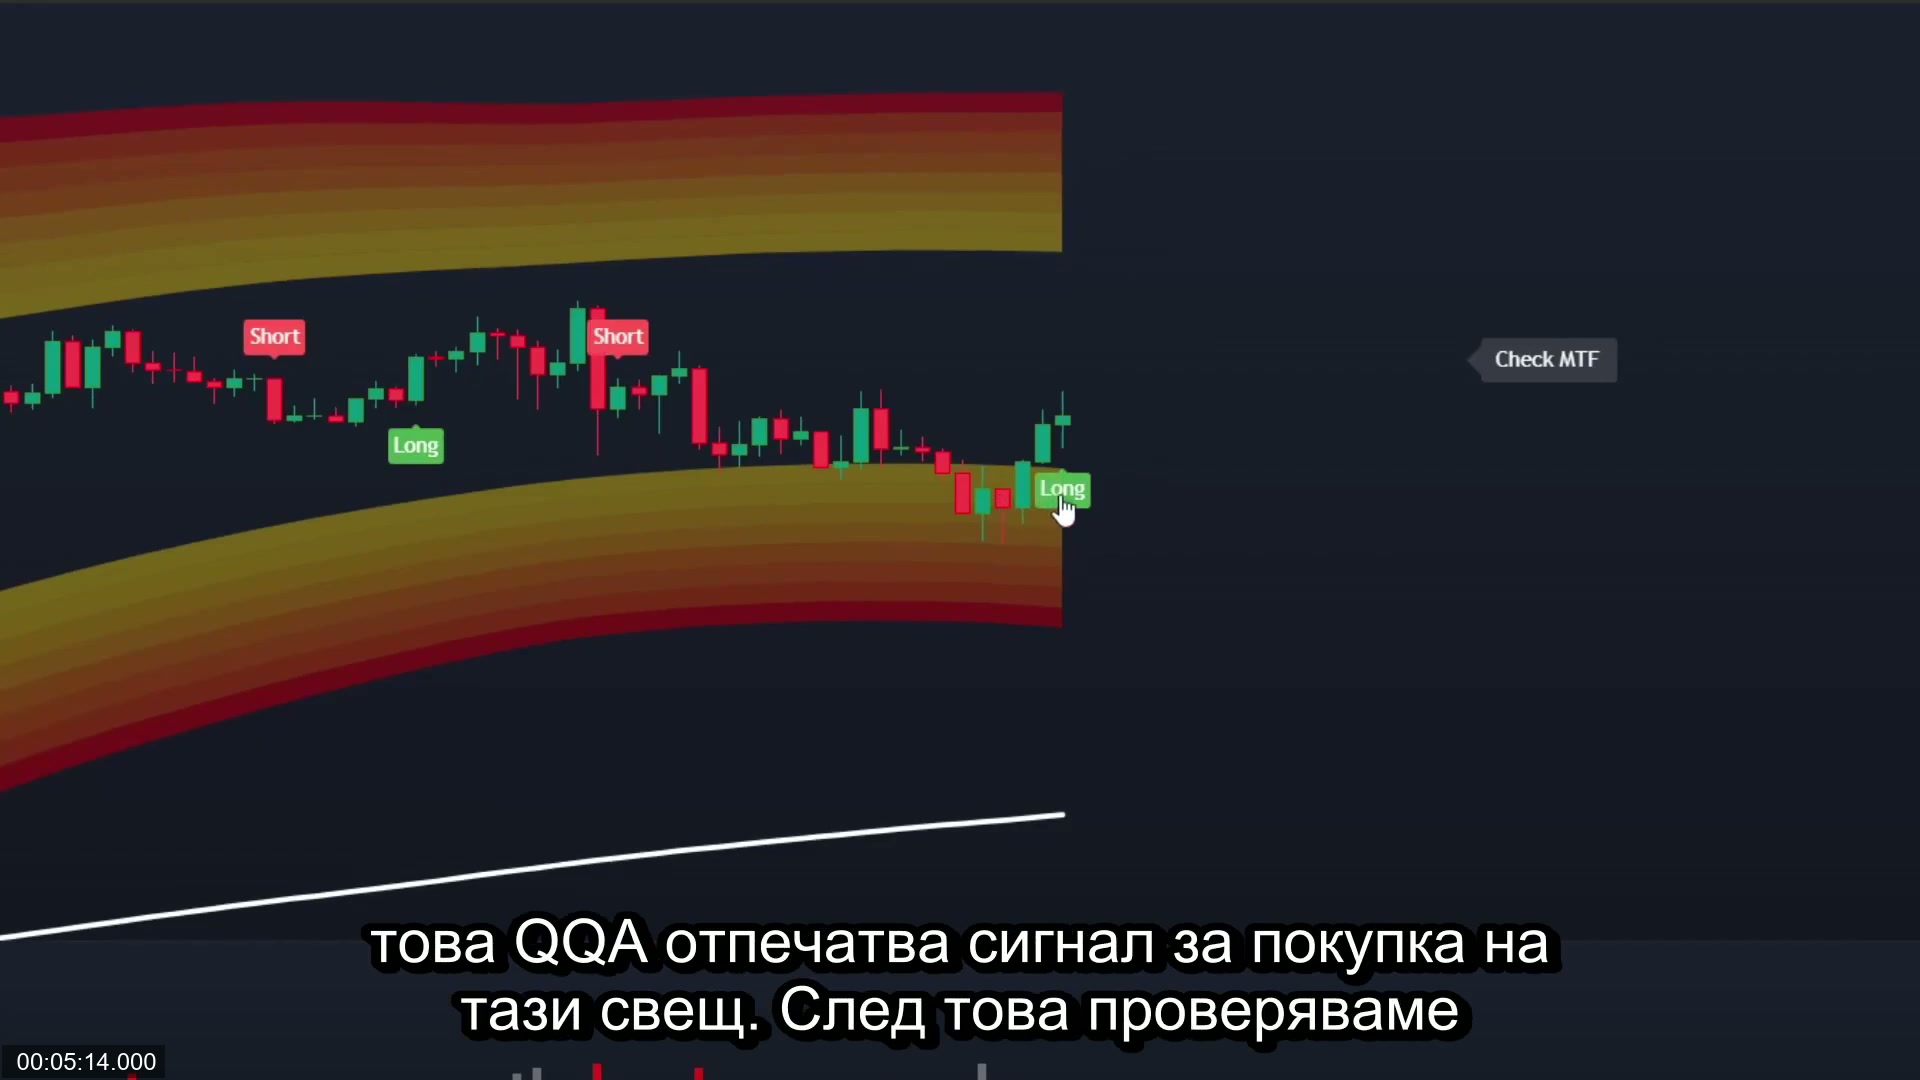 Short
Short
Check MTF
Long
Long
това QQA отпечатва сигнал за покупка на
тази свещ. След това проверяваме
00:05:14.000